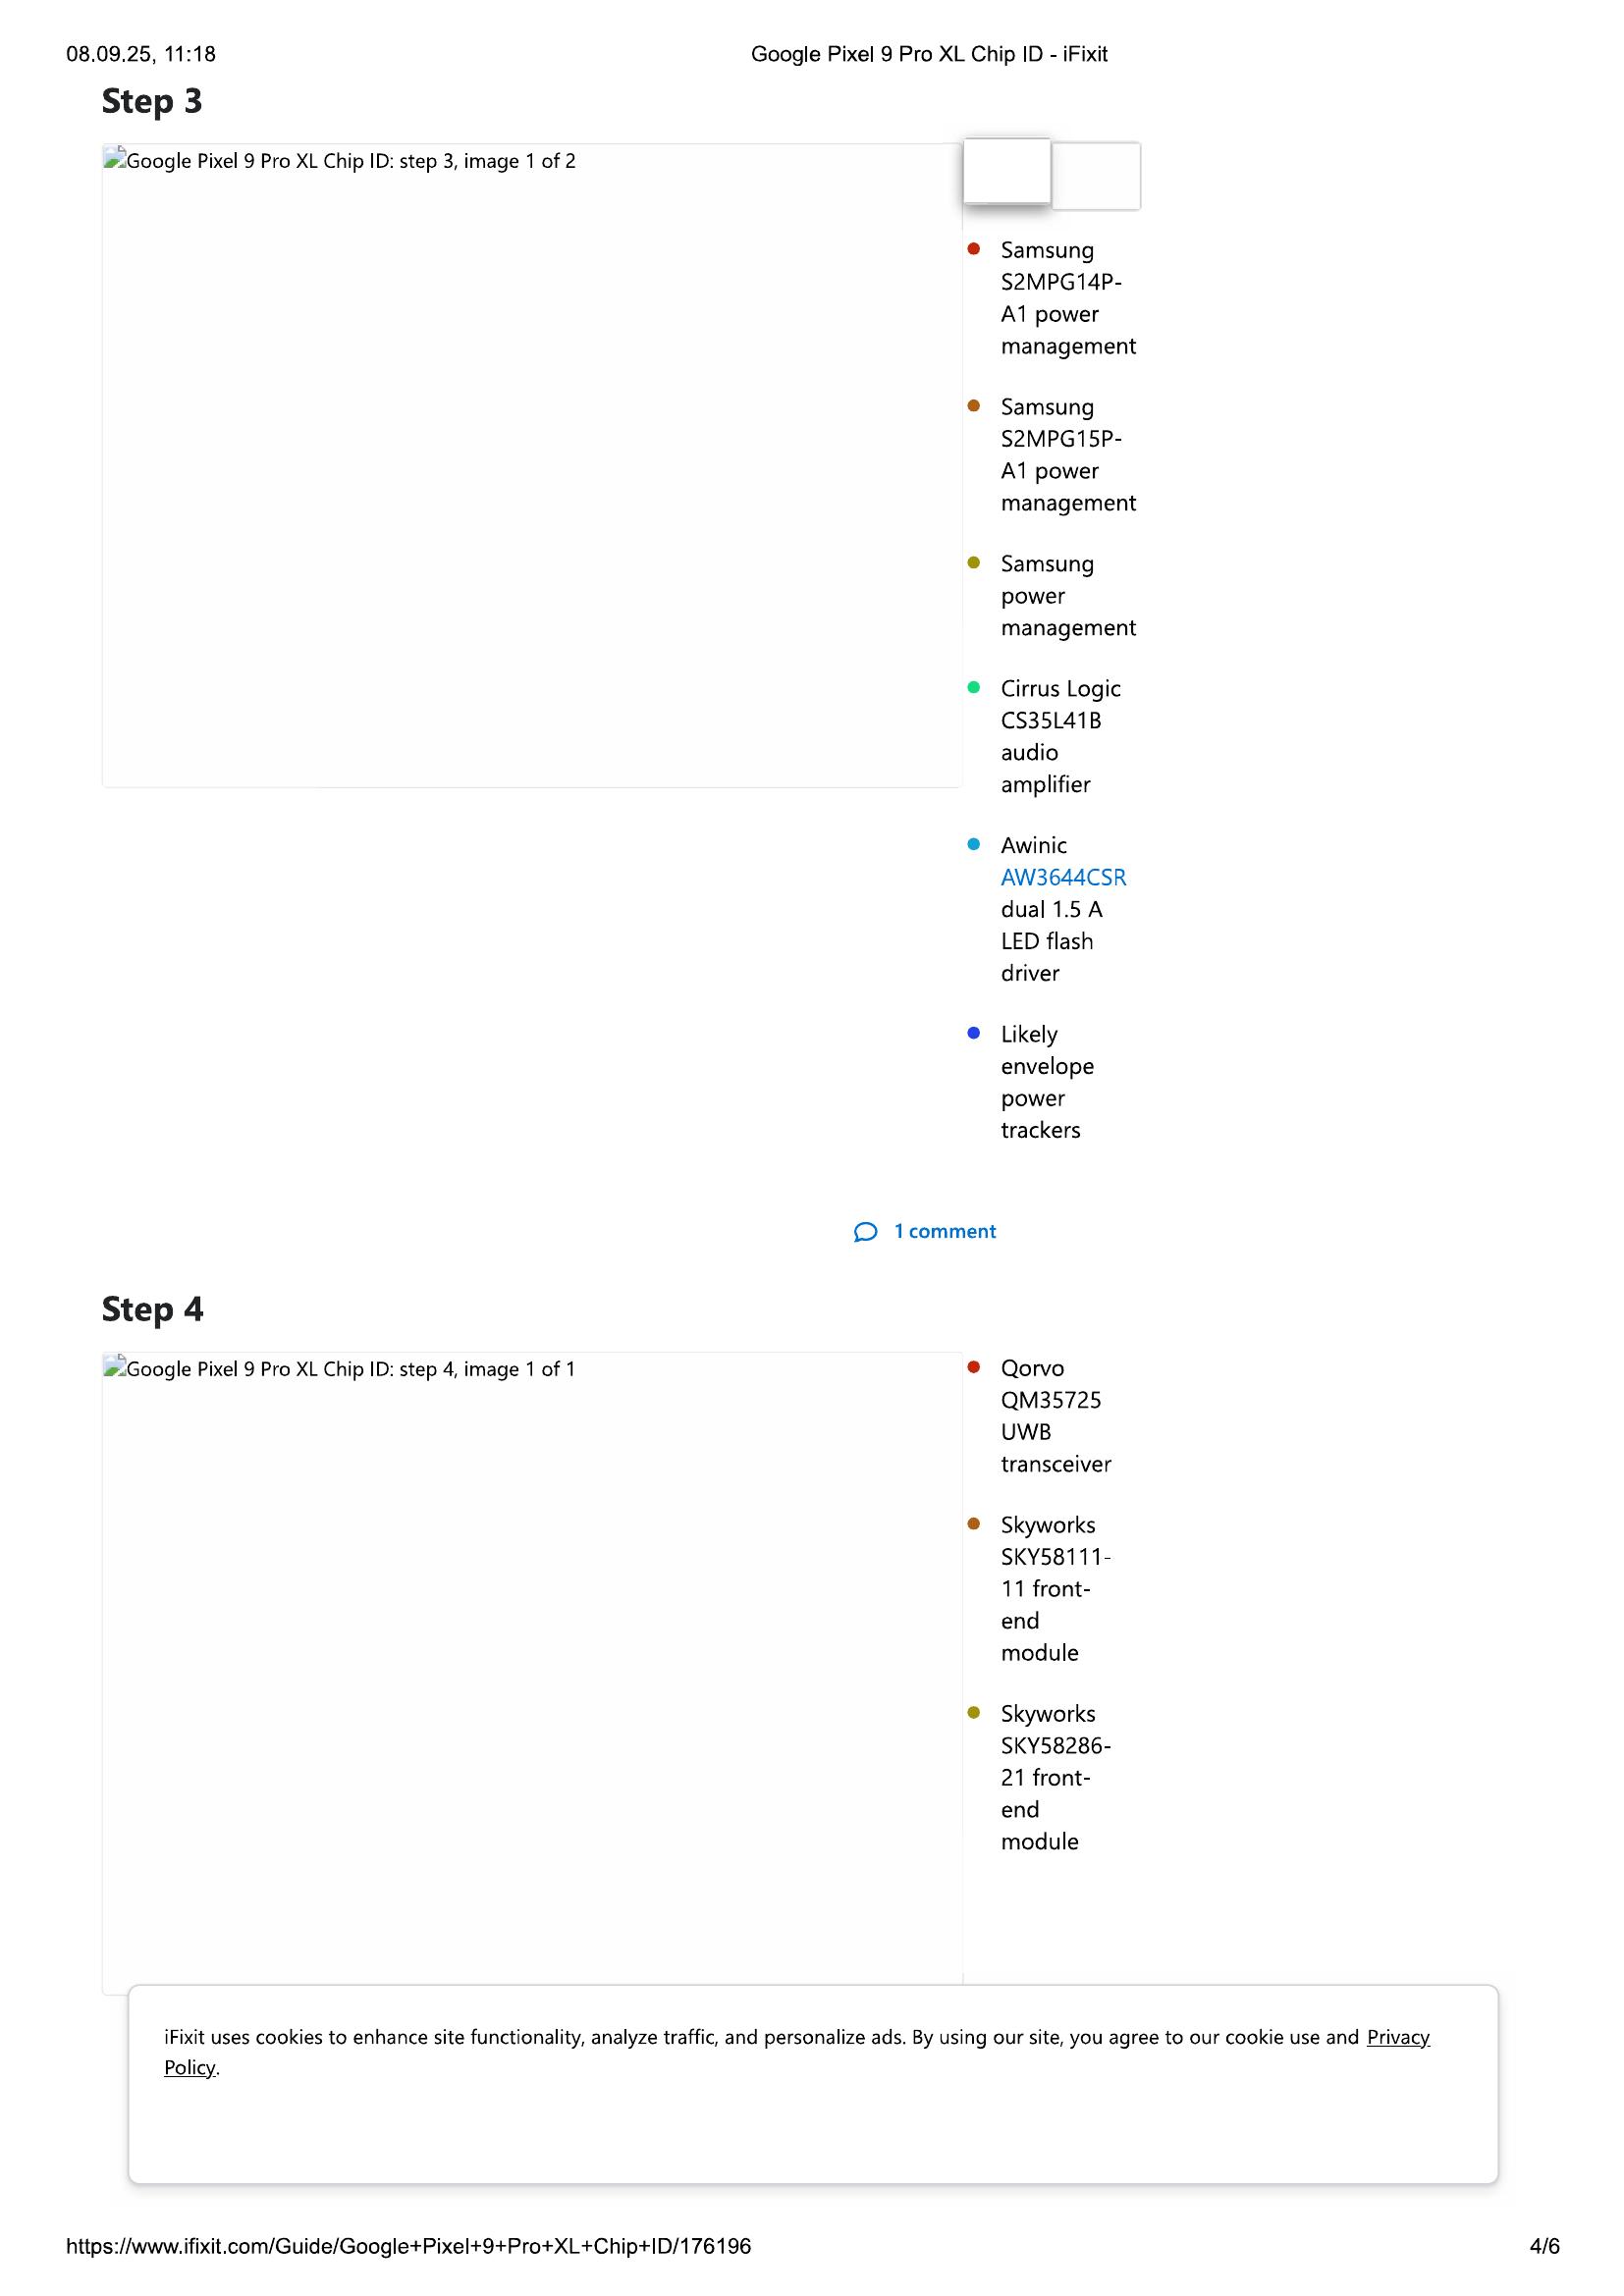 08.09.25, 11:18
Google Pixel 9 Pro XL Chip ID - iFixit
Step 3
Google Pixel 9 Pro XL Chip ID: step 3, image 1 of 2
Samsung
S2MPG14P-
A1 power
management
Samsung
S2MPG15P-
A1 power
management
Samsung
power
management
Cirrus Logic
CS35L41B
audio
amplifier
Awinic
AW3644CSR
dual 1.5 A
LED flash
driver
Likely
envelope
power
trackers
1 comment
Step 4
Google Pixel 9 Pro XL Chip ID: step 4, image 1 of 1
Qorvo
QM35725
UWB
transceiver
Skyworks
SKY58111-
11 front-
end
module
Skyworks
SKY58286-
21 front-
end
module
iFixit uses cookies to enhance site functionality, analyze traffic, and personalize ads. By using our site, you agree to our cookie use and Privacy
Policy.
https://www.ifixit.com/Guide/Google+Pixel+9+Pro+XL+Chip+ID/176196
4/6